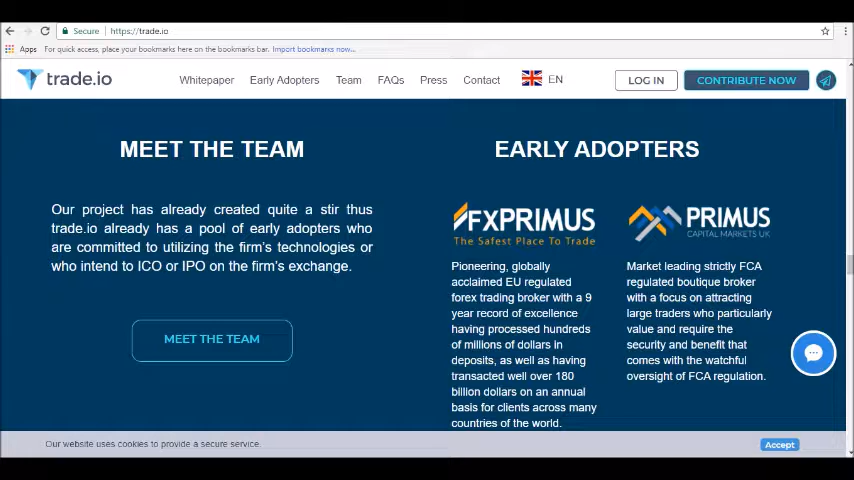 Secure https://trade.io
Apps For quick access, place your bookmarks here on the bookmarks bar. Import bookmarks now...
trade.io Whitepaper Early Adopters Team FAQs Press Contact EN LOG IN CONTRIBUTE NOW
MEET THE TEAM
Our project has already created quite a stir thus
trade.io already has a pool of early adopters who
are committed to utilizing the firm's technologies or
who intend to ICO or IPO on the firm's exchange.
MEET THE TEAM
EARLY ADOPTERS
FXPRIMUS
The Safest Place To Trade
Pioneering, globally
acclaimed EU regulated
forex trading broker with a 9
year record of excellence
having processed hundreds
of millions of dollars in
deposits, as well as having
transacted well over 180
billion dollars on an annual
basis for clients across many
countries of the world.
PRIMUS
CAPITAL MARKETS UK
Market leading strictly FCA
regulated boutique broker
with a focus on attracting
large traders who particularly
value and require the
security and benefit that
comes with the watchful
oversight of FCA regulation.
Our website uses cookies to provide a secure service.
Accept